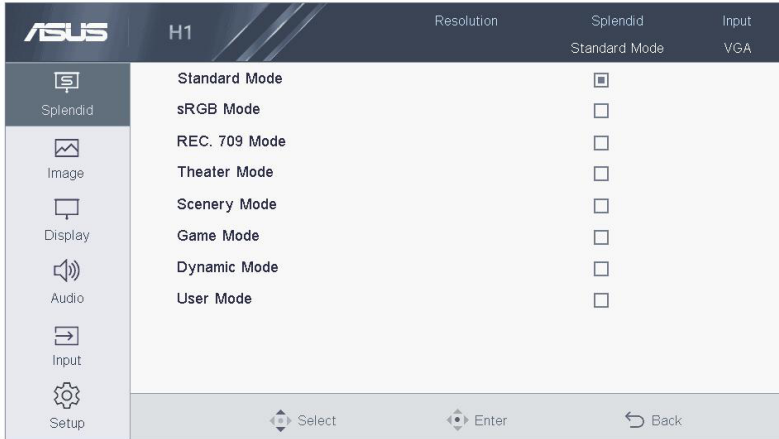 ASUS H1 Resolution Splendid Input
Standard Mode VGA
Splendid
Image
Display
Audio
Input
Setup
Standard Mode
sRGB Mode
REC. 709 Mode
Theater Mode
Scenery Mode
Game Mode
Dynamic Mode
User Mode
Select Enter Back